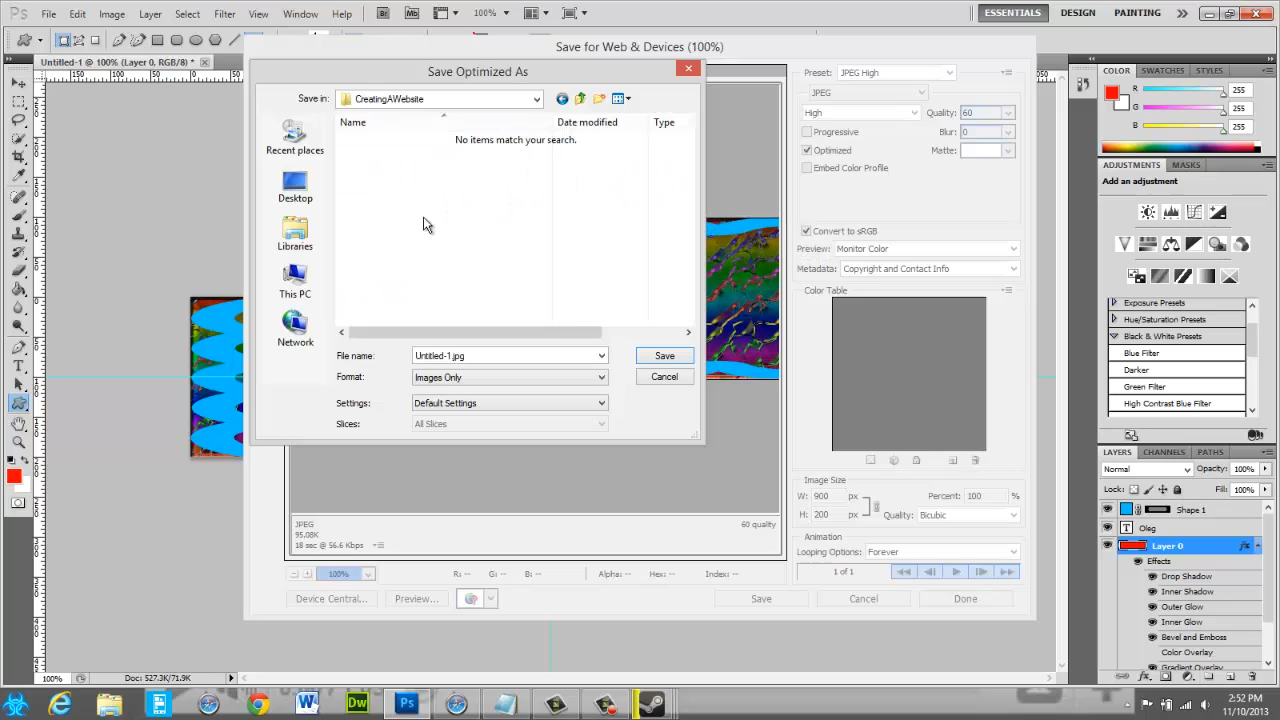 Ps File Edit Image Layer Select Filter View Window Help Br Mb 100% ESSENTIALS DESIGN PAINTING
Untitled-1 @ 100% (Layer 0, RGB/8) *
Save for Web & Devices (100%)
Save Optimized As
Save in: CreatingAWebsite
Name Date modified Type
No items match your search.
Recent places
Desktop
Libraries
This PC
Network
File name: Untitled-1.jpg Save
Format: Images Only Cancel
Settings: Default Settings
Slices: All Slices
Preset: JPEG High
JPEG
High Quality: 60
Progressive Blur: 0
Optimized Matte:
Embed Color Profile
Convert to sRGB
Preview: Monitor Color
Metadata: Copyright and Contact Info
Color Table
Image Size
W: 900 px Percent: 100 %
H: 200 px Quality: Bicubic
Animation
Looping Options: Forever
1 of 1
JPEG 60 quality
95.08K
18 sec @ 56.6 Kbps
100% R: -- G: -- B: -- Alpha: -- Hex: -- Index: --
Device Central... Preview... Save Cancel Done
COLOR SWATCHES STYLES
R 255
G 255
B 255
ADJUSTMENTS MASKS
Add an adjustment
Exposure Presets
Hue/Saturation Presets
Black & White Presets
Blue Filter
Darker
Green Filter
High Contrast Blue Filter
LAYERS CHANNELS PATHS
Normal Opacity: 100%
Lock: Fill: 100%
Shape 1
T Oleg
Layer 0 fx
Effects
Drop Shadow
Inner Shadow
Outer Glow
Inner Glow
Bevel and Emboss
Color Overlay
Gradient Overlay
100% Doc: 527.3K/71.9K
Dw Ps
2:52 PM
11/10/2013